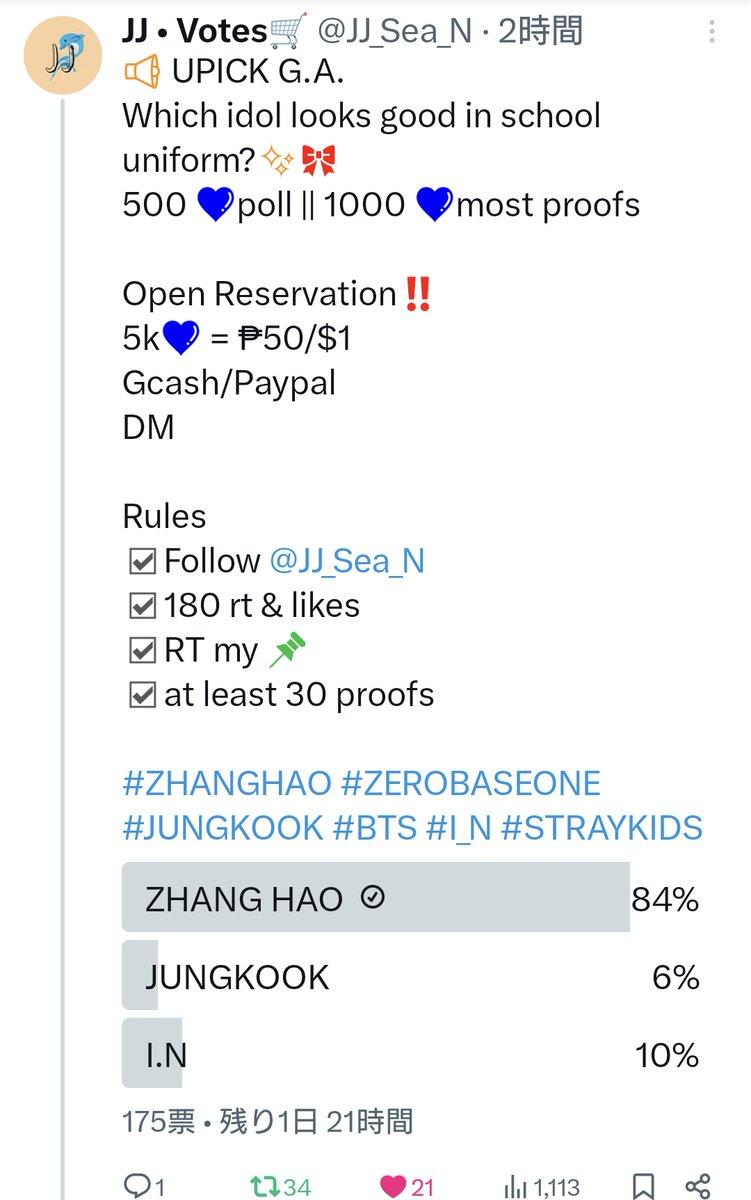 JJ • Votes🛒 @JJ_Sea_N · 2時間
📢 UPICK G.A.
Which idol looks good in school
uniform?✨🎀
500 💙poll || 1000 💙most proofs
Open Reservation‼️
5k💙 = ₱50/$1
Gcash/Paypal
DM
Rules
☑Follow @JJ_Sea_N
☑180 rt & likes
☑RT my 📌
☑at least 30 proofs
#ZHANGHAO #ZEROBASEONE
#JUNGKOOK #BTS #I_N #STRAYKIDS
ZHANG HAO 84%
JUNGKOOK 6%
I.N 10%
175票 • 残り1日 21時間
1 34 21 1,113